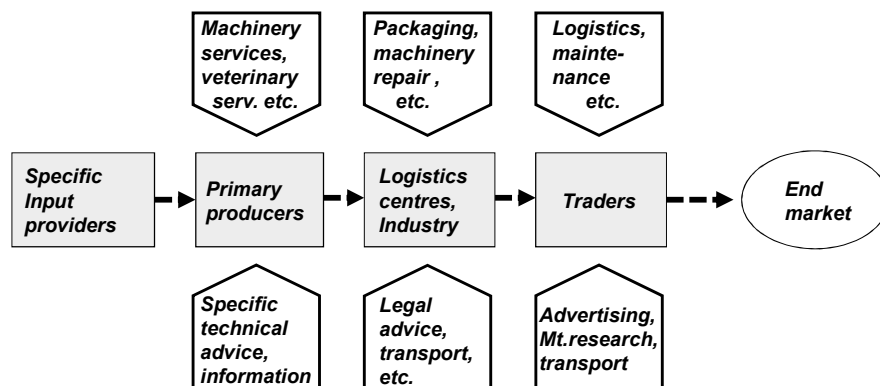 Machinery
services,
veterinary
serv. etc.
Packaging,
machinery
repair ,
etc.
Logistics,
mainte-
nance
etc.
Specific
Input
providers
Primary
producers
Logistics
centres,
Industry
Traders
End
market
Specific
technical
advice,
information
Legal
advice,
transport,
etc.
Advertising,
Mt.research,
transport